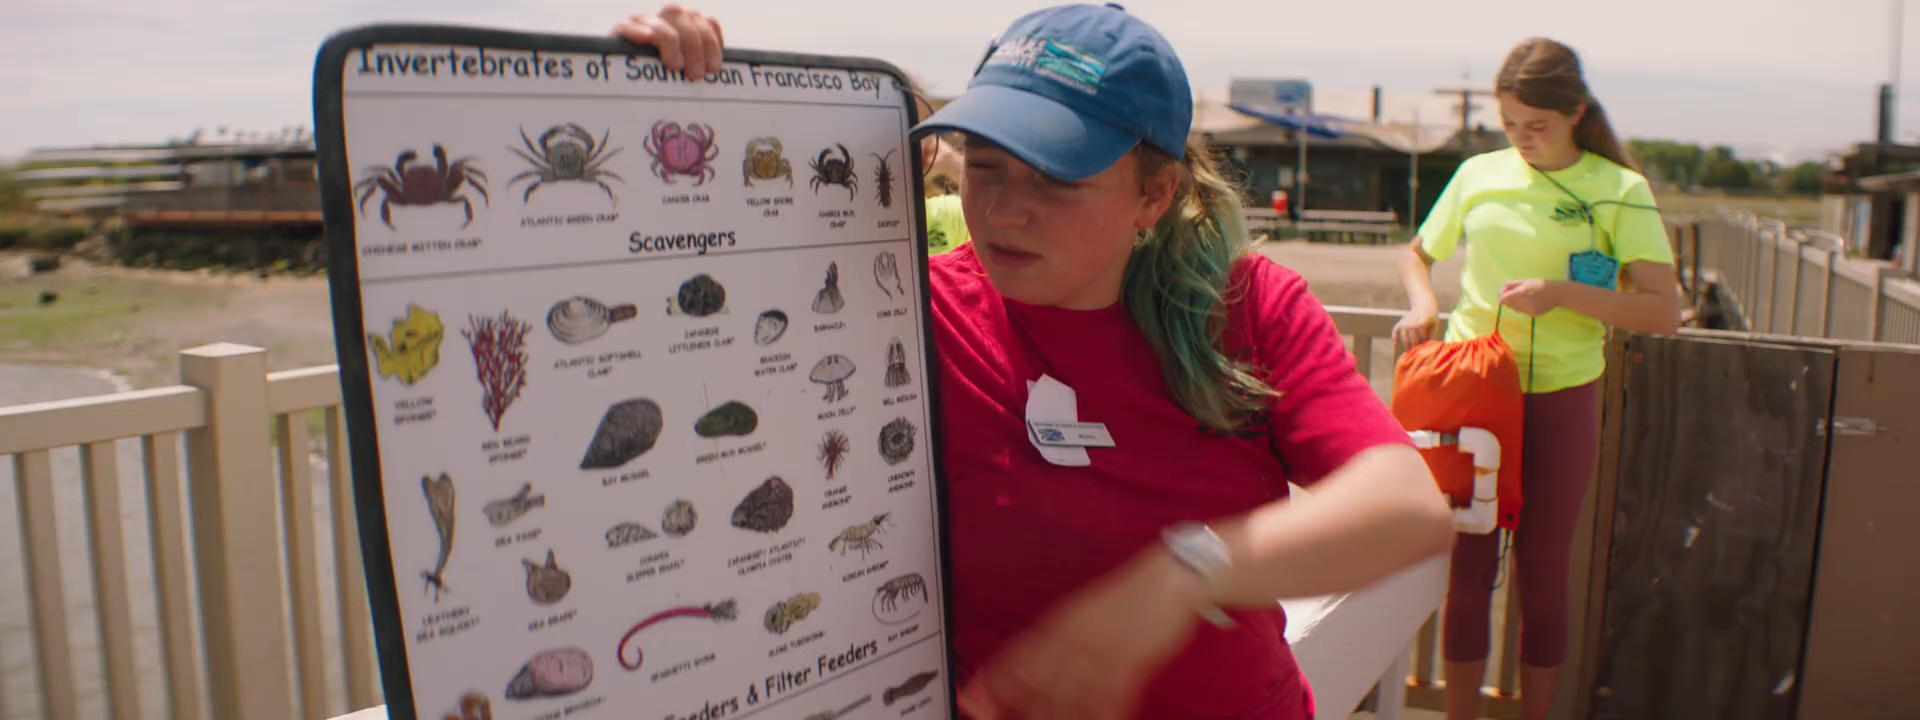 Invertebrates of South San Francisco Bay
CHINESE MITTEN CRAB*
ATLANTIC GREEN CRAB*
CANCER CRAB
YELLOW SHORE
CRAB
HARRIS MUD
CRAB*
ISOPOD*
Scavengers
YELLOW
SPONGE*
RED BEARD
SPONGE*
ATLANTIC SOFTSHELL
CLAM*
JAPANESE
LITTLENECK CLAM*
BRACKISH
WATER CLAM*
BARNACLE*
COMB JELLY
MOON JELLY*
BELL MEDUSA
BAY MUSSEL
GREEN MUD MUSSEL*
ORANGE
ANEMONE*
UNKNOWN
ANEMONE*
LEATHERY
SEA SQUIRT*
SEA VASE*
SEA GRAPE*
CONVEX
SLIPPER SNAIL*
JAPANESE*/ ATLANTIC*/
OLYMPIA OYSTER
KOREAN SHRIMP*
BAY SHRIMP
SPAGHETTI WORM
Feeders & Filter Feeders